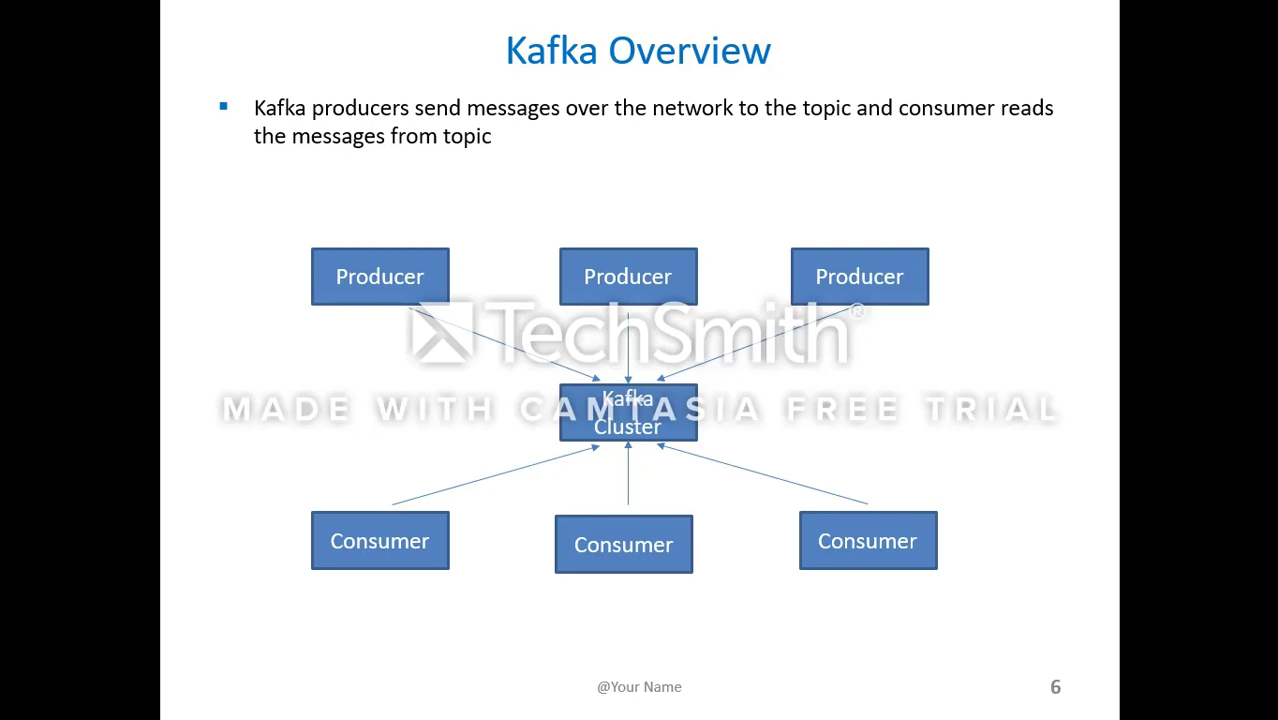 Kafka Overview
Kafka producers send messages over the network to the topic and consumer reads
the messages from topic
Producer Producer Producer
TechSmith®
MADE WITH CAMTASIA FREE TRIAL
Kafka
Cluster
Consumer Consumer Consumer
@Your Name 6